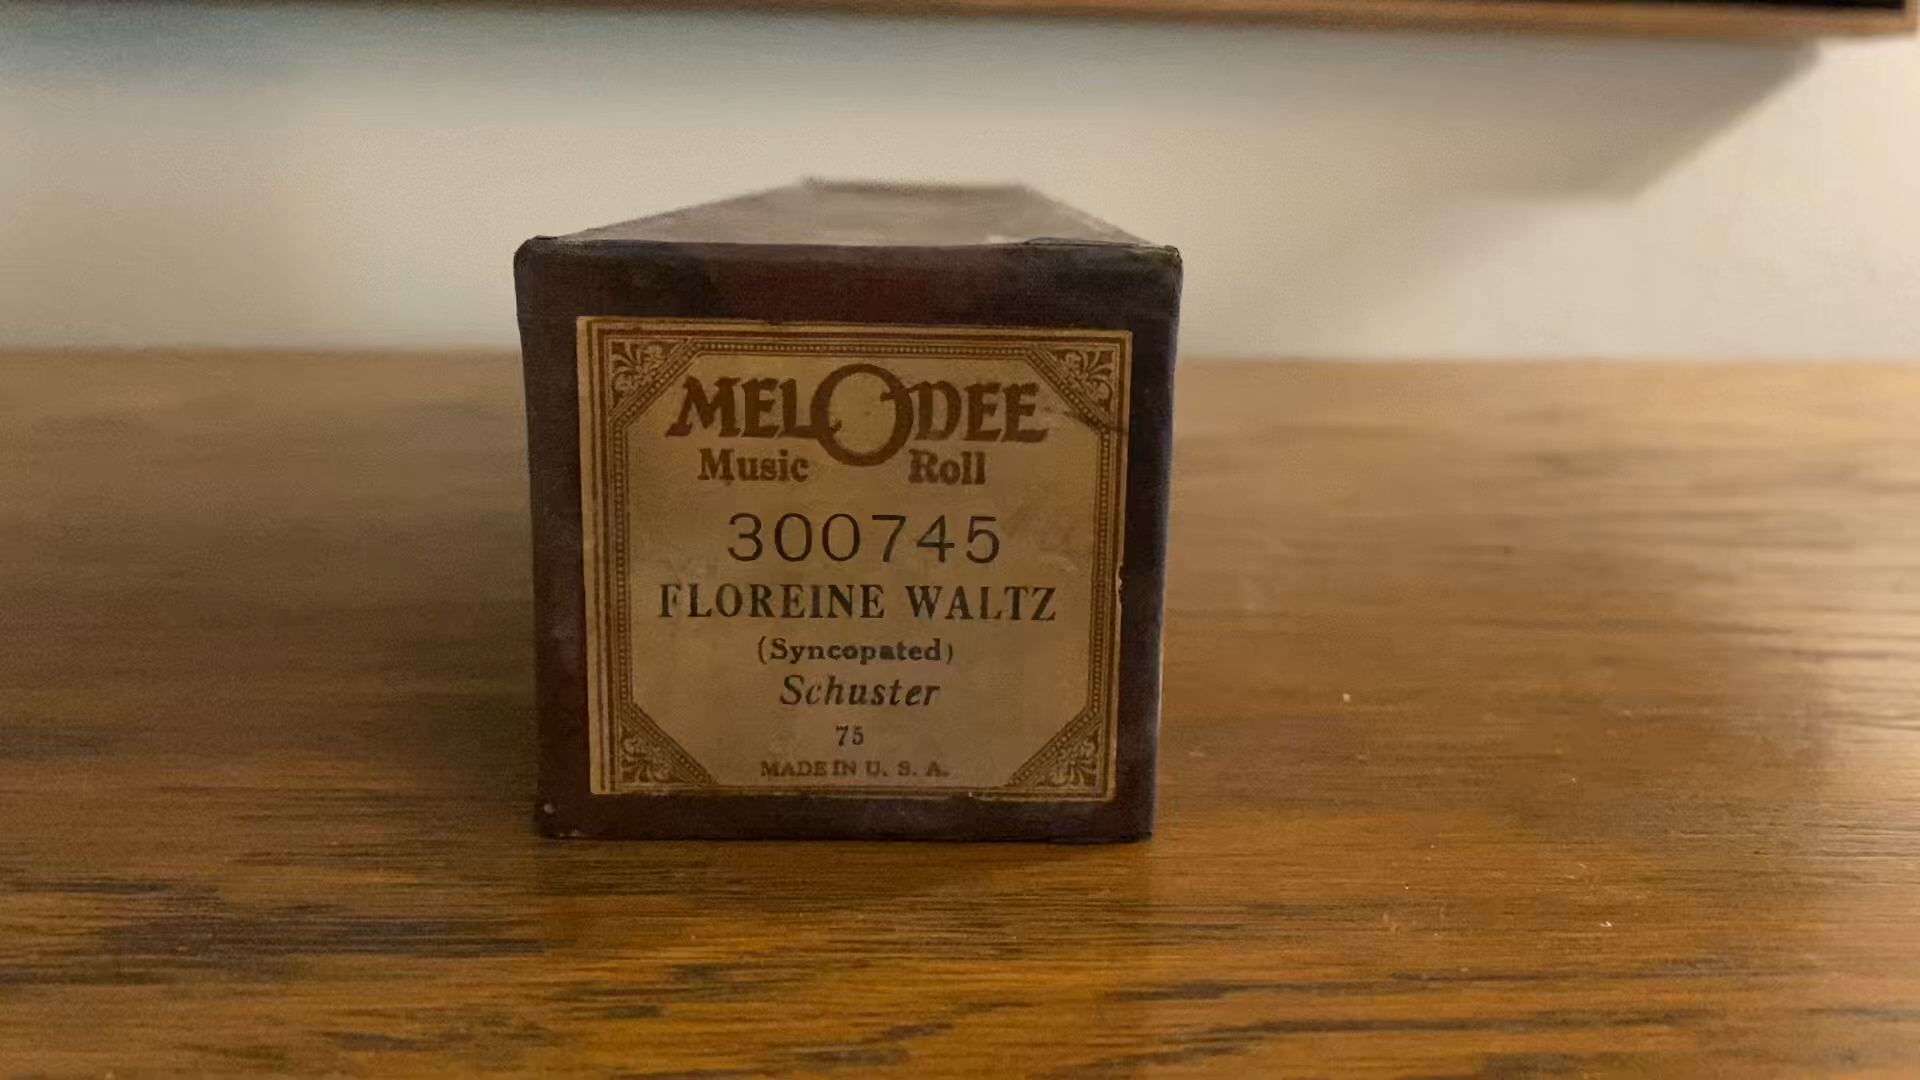 MELODEE
Music Roll
300745
FLOREINE WALTZ
(Syncopated)
Schuster
75
MADE IN U. S. A.